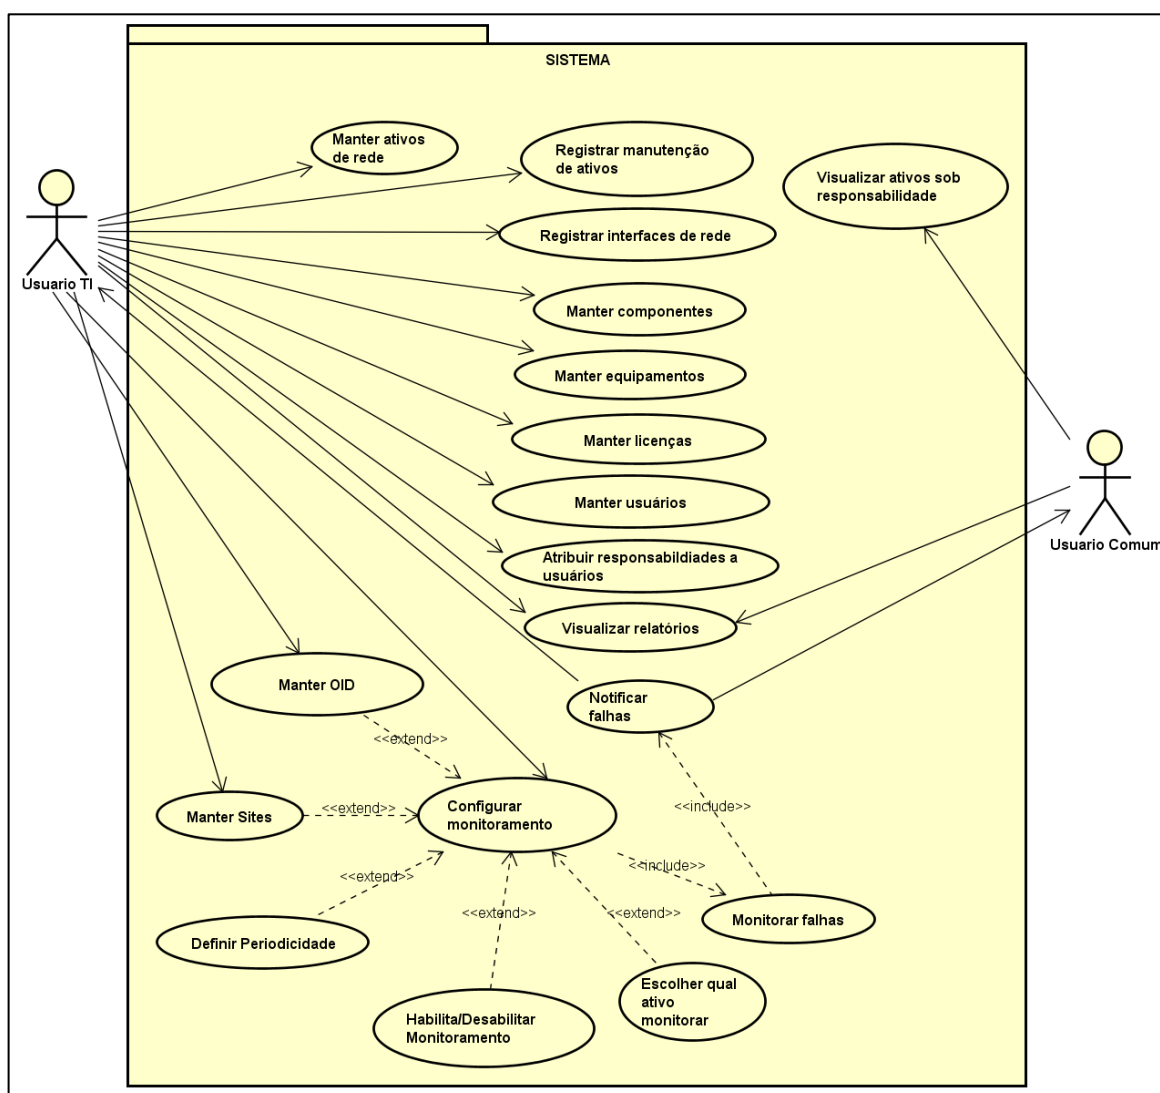 SISTEMA
Manter ativos
de rede
Registrar manutenção
de ativos
Visualizar ativos sob
responsabilidade
Registrar interfaces de rede
Usuario TI
Manter componentes
Manter equipamentos
Manter licenças
Manter usuários
Usuario Comum
Atribuir responsabildiades a
usuários
Visualizar relatórios
Manter OID
Notificar
falhas
<<extend>>
Manter Sites
<<extend>>
Configurar
monitoramento
<<include>>
<<extend>>
<<include>>
<<extend>>
<<extend>>
Monitorar falhas
Definir Periodicidade
Escolher qual
ativo
monitorar
Habilita/Desabilitar
Monitoramento